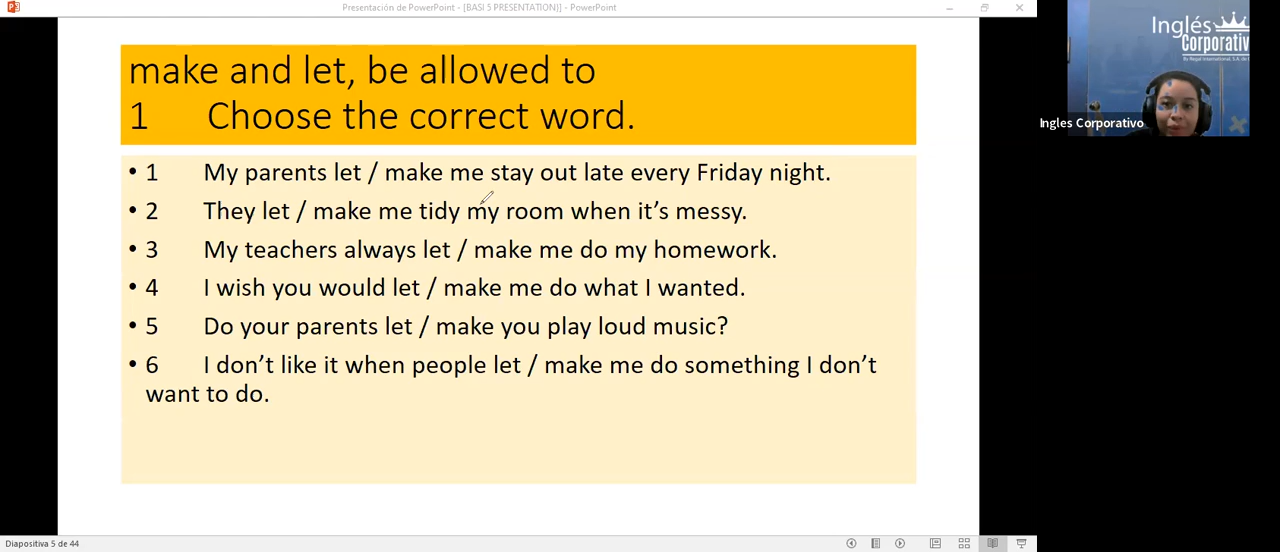 Presentación de PowerPoint - [BASI 5 PRESENTATION)] - PowerPoint
make and let, be allowed to
1 Choose the correct word.
• 1 My parents let / make me stay out late every Friday night.
• 2 They let / make me tidy my room when it's messy.
• 3 My teachers always let / make me do my homework.
• 4 I wish you would let / make me do what I wanted.
• 5 Do your parents let / make you play loud music?
• 6 I don't like it when people let / make me do something I don't
want to do.
Diapositiva 5 de 44
Inglés
Corporativ
Ingles Corporativo